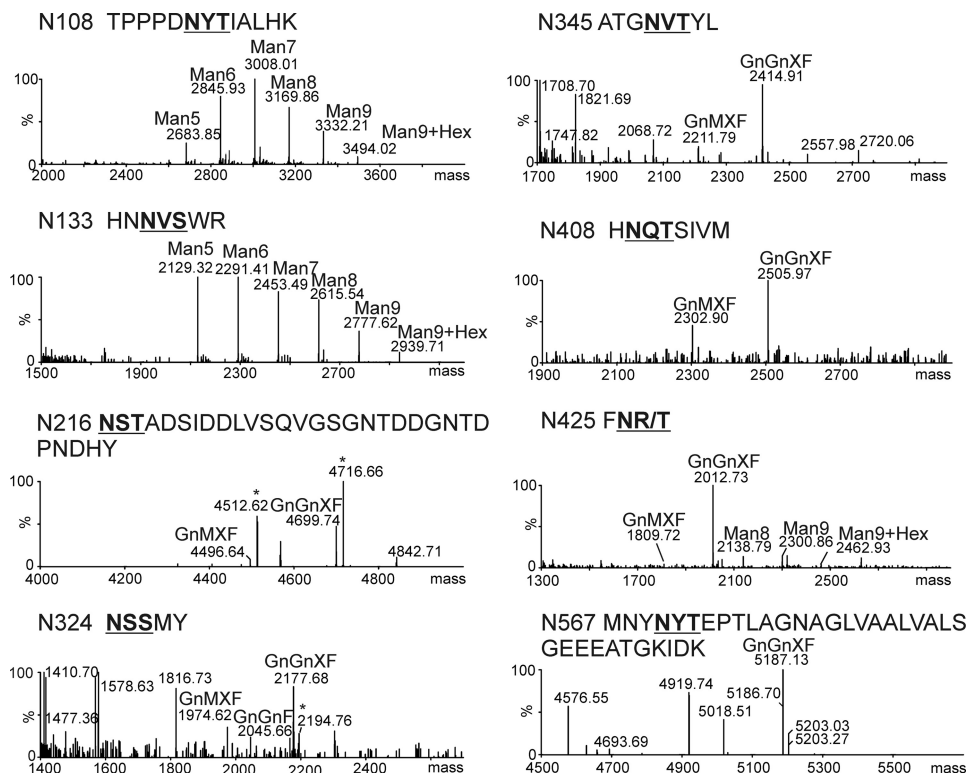 N108 TPPPDNYTIALHK
Man7
3008.01
Man6
2845.93
Man8
3169.86
Man5
2683.85
Man9
3332.21
Man9+Hex
3494.02
100
%
0
2000 2400 2800 3200 3600 mass
N345 ATGNVTYL
GnGnXF
2414.91
1708.70
1821.69
GnMXF
2211.79
1747.82
2068.72
2557.98
2720.06
100
%
0
1700 1900 2100 2300 2500 2700 mass
N133 HNNVSWR
Man5 Man6
2129.32 2291.41
Man7
2453.49
Man8
2615.54
Man9
2777.62
Man9+Hex
2939.71
100
%
0
1500 1900 2300 2700 mass
N408 HNQTSIVM
GnGnXF
2505.97
GnMXF
2302.90
100
%
0
1900 2100 2300 2500 2700 mass
N216 NSTADSIDDLVSQVGSGNTDDGNTD
PNDHY
*
4716.66
*
4512.62
GnGnXF
4699.74
GnMXF
4496.64
4842.71
100
%
0
4000 4200 4400 4600 4800 mass
N425 FNR/T
GnGnXF
2012.73
GnMXF
1809.72
Man8
2138.79
Man9
2300.86
Man9+Hex
2462.93
100
%
0
1300 1700 2100 2500 mass
N324 NSSMY
GnGnXF
2177.68
1410.70
1578.63
1816.73
GnMXF
1974.62
GnGnF
2045.66
*
2194.76
1477.36
100
%
0
1400 1600 1800 2000 2200 2400 mass
N567 MNYNYTEPTLAGNAGLVAALVALS
GEEEATGKIDK
GnGnXF
5187.13
4576.55
4919.74
5186.70
5018.51
5203.03
5203.27
4693.69
100
%
0
4500 4700 4900 5100 5300 5500 mass